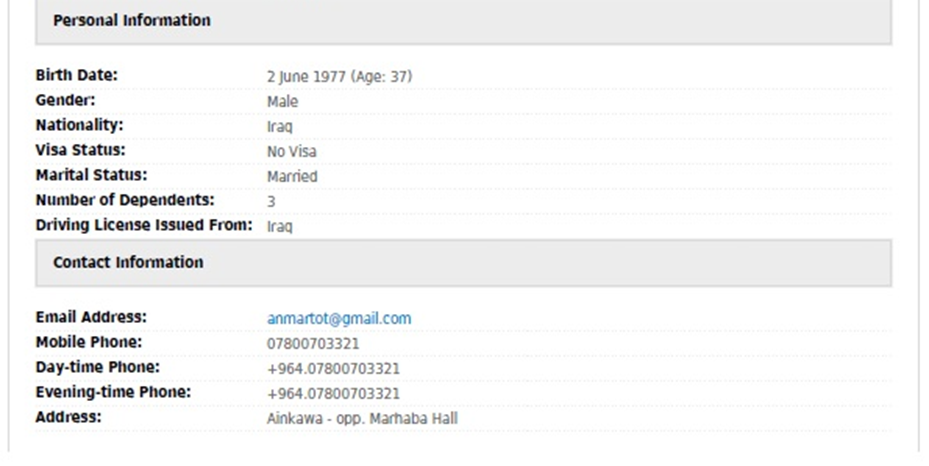 Personal Information
Birth Date: 2 June 1977 (Age: 37)
Gender: Male
Nationality: Iraq
Visa Status: No Visa
Marital Status: Married
Number of Dependents: 3
Driving License Issued From: Iraq
Contact Information
Email Address: anmartot@gmail.com
Mobile Phone: 07800703321
Day-time Phone: +964.07800703321
Evening-time Phone: +964.07800703321
Address: Ainkawa - opp. Marhaba Hall